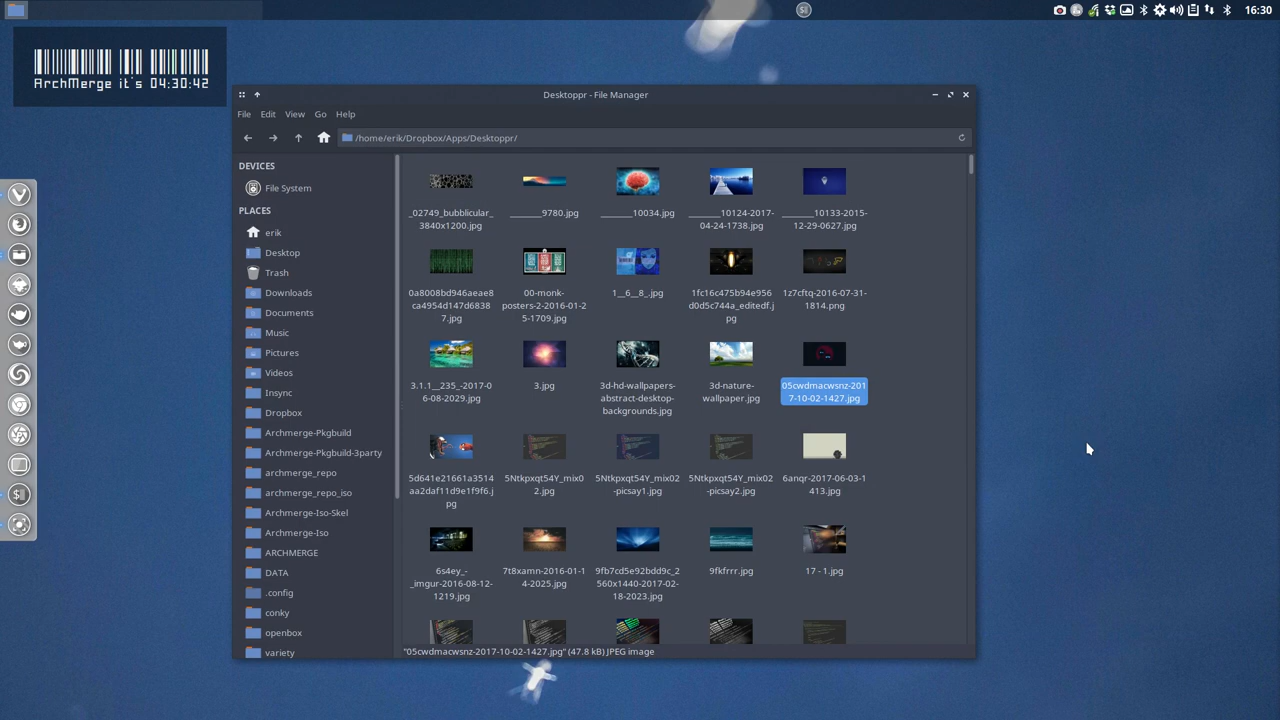 16:30
ArchMerge it's 04:30:42
Desktoppr - File Manager
File Edit View Go Help
/home/erik/Dropbox/Apps/Desktoppr/
DEVICES
File System
PLACES
erik
Desktop
Trash
Downloads
Documents
Music
Pictures
Videos
Insync
Dropbox
Archmerge-Pkgbuild
Archmerge-Pkgbuild-3party
archmerge_repo
archmerge_repo_iso
Archmerge-Iso-Skel
Archmerge-Iso
ARCHMERGE
DATA
.config
conky
openbox
variety
_02749_bubblicular_
3840x1200.jpg
_______9780.jpg
_______10034.jpg
_______10124-2017-
04-24-1738.jpg
_______10133-2015-
12-29-0627.jpg
0a8008bd946aeae8
ca4954d147d6838
7.jpg
00-monk-
posters-2-2016-01-2
5-1709.jpg
1__6__8_.jpg
1fc16c475b94e956
d0d5c744a_editedf.j
pg
1z7cftq-2016-07-31-
1814.png
3.1.1__235_-2017-0
6-08-2029.jpg
3.jpg
3d-hd-wallpapers-
abstract-desktop-
backgrounds.jpg
3d-nature-
wallpaper.jpg
05cwdmacwsnz-201
7-10-02-1427.jpg
5d641e21661a3514
aa2daf11d9e1f9f6.j
pg
5Ntkpxqt54Y_mix0
2.jpg
5Ntkpxqt54Y_mix02
-picsay1.jpg
5Ntkpxqt54Y_mix02
-picsay2.jpg
6anqr-2017-06-03-1
413.jpg
6s4ey_-
_imgur-2016-08-12-
1219.jpg
7t8xamn-2016-01-1
4-2025.jpg
9fb7cd5e92bdd9c_2
560x1440-2017-02-
18-2023.jpg
9fkfrrr.jpg
17 - 1.jpg
"05cwdmacwsnz-2017-10-02-1427.jpg" (47.8 kB) JPEG image